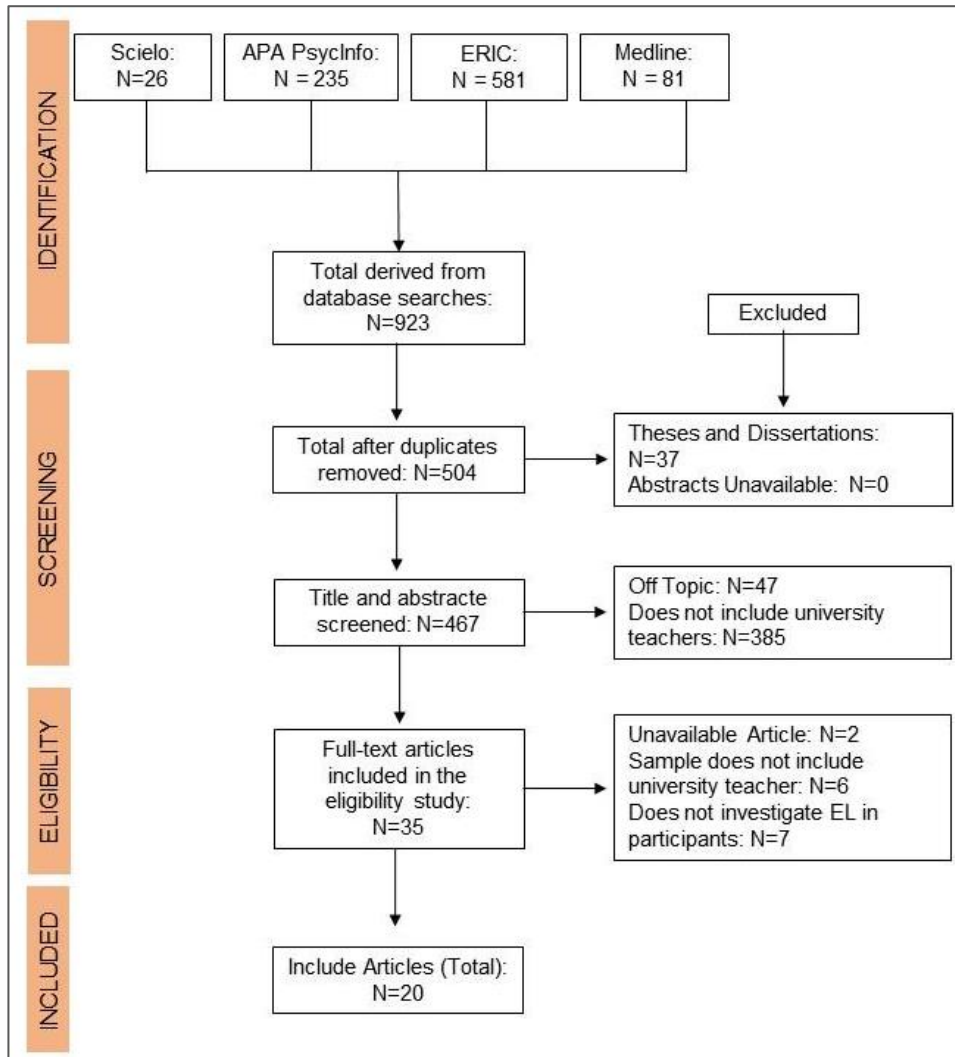 IDENTIFICATION
Scielo:
N=26
APA PsycInfo:
N = 235
ERIC:
N = 581
Medline:
N = 81
Total derived from
database searches:
N=923
Excluded
SCREENING
Total after duplicates
removed: N=504
Theses and Dissertations:
N=37
Abstracts Unavailable: N=0
Title and abstracte
screened: N=467
Off Topic: N=47
Does not include university
teachers: N=385
ELIGIBILITY
Full-text articles
included in the
eligibility study:
N=35
Unavailable Article: N=2
Sample does not include
university teacher: N=6
Does not investigate EL in
participants: N=7
INCLUDED
Include Articles (Total):
N=20